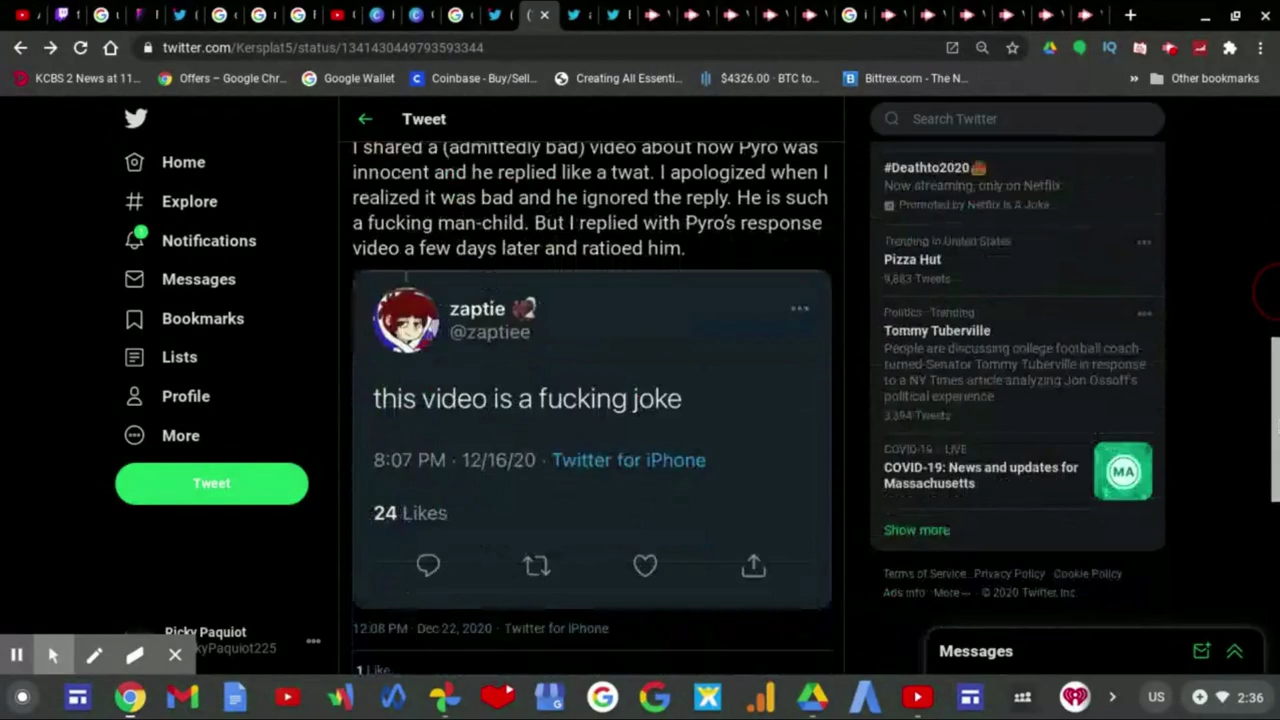 twitter.com/Kersplat5/status/1341430449793593344
KCBS 2 News at 11...
Offers – Google Chr...
Google Wallet
Coinbase - Buy/Sell...
Creating All Essenti...
$4326.00 · BTC to...
Bittrex.com - The N...
»
Other bookmarks
Home
Explore
Notifications
Messages
Bookmarks
Lists
Profile
More
Tweet
Ricky Paquiot
kyPaquiot225
Tweet
I shared a (admittedly bad) video about how Pyro was
innocent and he replied like a twat. I apologized when I
realized it was bad and he ignored the reply. He is such
a fucking man-child. But I replied with Pyro's response
video a few days later and ratioed him.
zaptie
@zaptiee
this video is a fucking joke
8:07 PM · 12/16/20 · Twitter for iPhone
24 Likes
12:08 PM · Dec 22, 2020 · Twitter for iPhone
1 Like
Search Twitter
#Deathto2020
Now streaming, only on Netflix
Promoted by Netflix Is A Joke
Trending in United States
Pizza Hut
9,883 Tweets
Politics · Trending
Tommy Tuberville
People are discussing college football coach-
turned-Senator Tommy Tuberville in response
to a NY Times article analyzing Jon Ossoff's
political experience
3,394 Tweets
COVID-19 · LIVE
COVID-19: News and updates for
Massachusetts
MA
Show more
Terms of Service Privacy Policy Cookie Policy
Ads info More © 2020 Twitter, Inc.
Messages
US
2:36